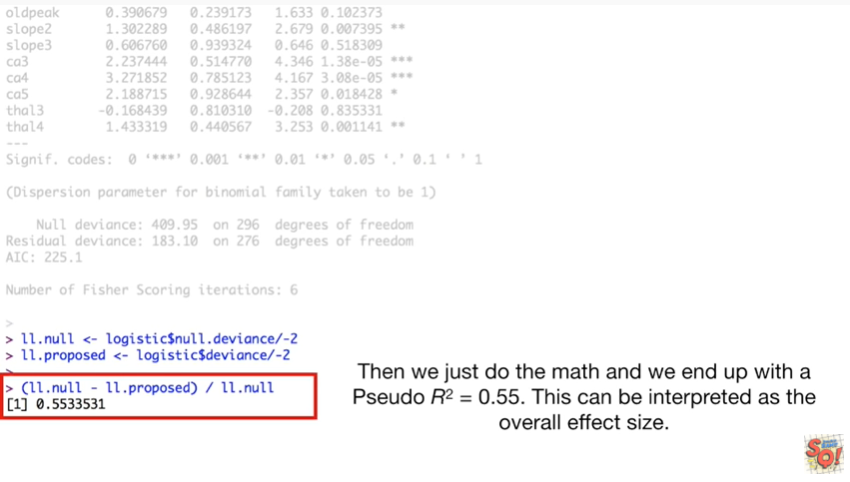 oldpeak 0.390679 0.239173 1.633 0.102373
slope2 1.302289 0.486197 2.679 0.007395 **
slope3 0.606760 0.939324 0.646 0.518309
ca3 2.237444 0.514770 4.346 1.38e-05 ***
ca4 3.271852 0.785123 4.167 3.08e-05 ***
ca5 2.188715 0.928644 2.357 0.018428 *
thal3 -0.168439 0.810310 -0.208 0.835331
thal4 1.433319 0.440567 3.253 0.001141 **
---
Signif. codes: 0 ‘***’ 0.001 ‘**’ 0.01 ‘*’ 0.05 ‘.’ 0.1 ‘ ’ 1
(Dispersion parameter for binomial family taken to be 1)
Null deviance: 409.95 on 296 degrees of freedom
Residual deviance: 183.10 on 276 degrees of freedom
AIC: 225.1
Number of Fisher Scoring iterations: 6
>
> ll.null <- logistic$null.deviance/-2
> ll.proposed <- logistic$deviance/-2
>
> (ll.null - ll.proposed) / ll.null
[1] 0.5533531
Then we just do the math and we end up with a
Pseudo R² = 0.55. This can be interpreted as the
overall effect size.
SQ!